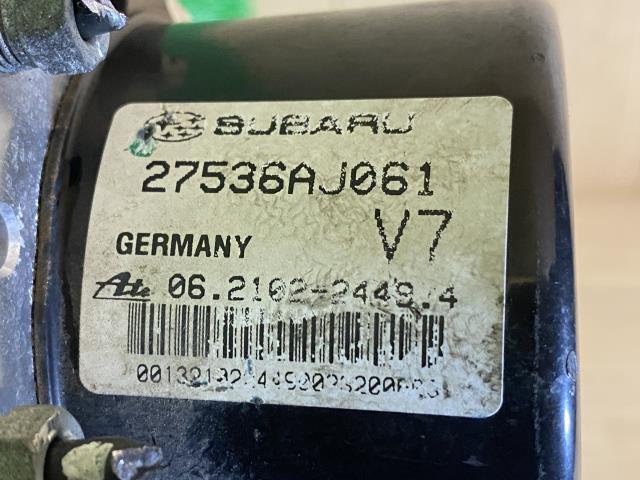 SUBARU
27536AJ061
V7
GERMANY
Ate 06.2102-2449.4